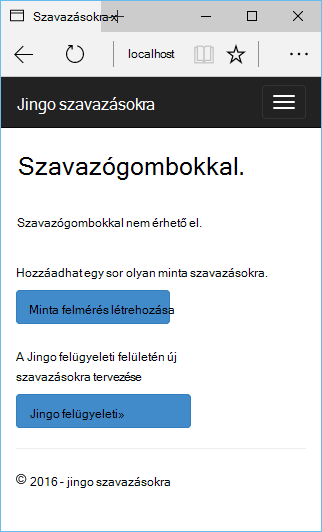 Szavazásokra
localhost
Jingo szavazásokra
Szavazógombokkal.
Szavazógombokkal nem érhető el.
Hozzáadhat egy sor olyan minta szavazásokra.
Minta felmérés létrehozása
A Jingo felügyeleti felületén új
szavazásokra tervezése
Jingo felügyeleti»
© 2016 - jingo szavazásokra